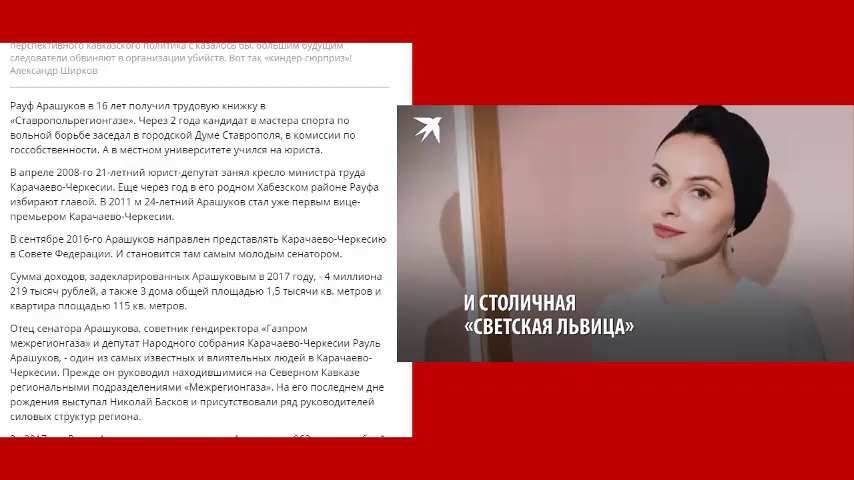 перспективного кавказского политика с казалось бы, большим будущим
следователи обвиняют в организации убийств. Вот так «киндер-сюрприз»!
Александр Ширков
Рауф Арашуков в 16 лет получил трудовую книжку в
«Ставропольрегионгазе». Через 2 года кандидат в мастера спорта по
вольной борьбе заседал в городской Думе Ставрополя, в комиссии по
госсобственности. А в местном университете учился на юриста.
В апреле 2008-го 21-летний юрист-депутат занял кресло министра труда
Карачаево-Черкесии. Еще через год в его родном Хабезском районе Рауфа
избирают главой. В 2011 м 24-летний Арашуков стал уже первым вице-
премьером Карачаево-Черкесии.
В сентябре 2016-го Арашуков направлен представлять Карачаево-Черкесию
в Совете Федерации. И становится там самым молодым сенатором.
Сумма доходов, задекларированных Арашуковым в 2017 году, - 4 миллиона
219 тысяч рублей, а также 3 дома общей площадью 1,5 тысячи кв. метров и
квартира площадью 115 кв. метров.
Отец сенатора Арашукова, советник гендиректора «Газпром
межрегионгаза» и депутат Народного собрания Карачаево-Черкесии Рауль
Арашуков, - один из самых известных и влиятельных людей в Карачаево-
Черкесии. Прежде он руководил находившимися на Северном Кавказе
региональными подразделениями «Межрегионгаза». На его последнем дне
рождения выступал Николай Басков и присутствовали ряд руководителей
силовых структур региона.
И СТОЛИЧНАЯ
«СВЕТСКАЯ ЛЬВИЦА»